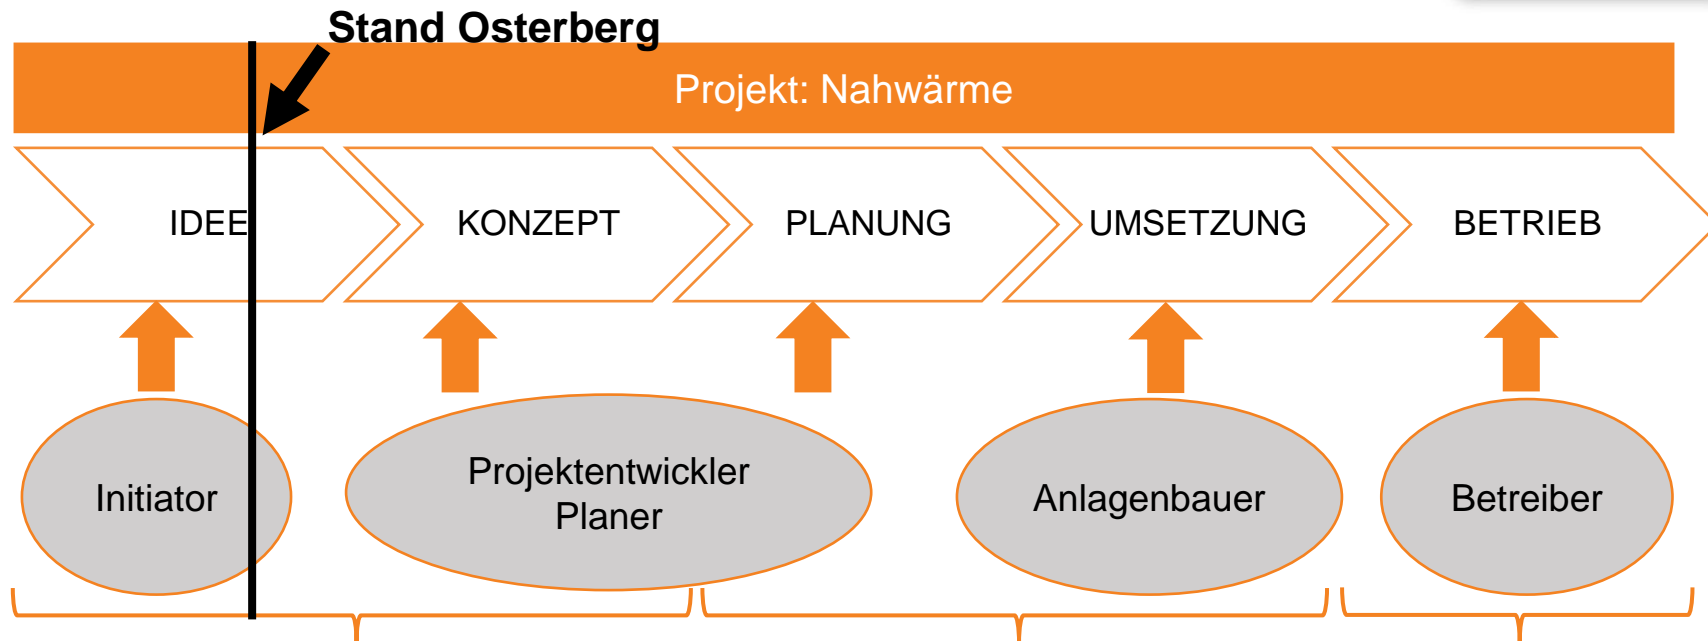 Stand Osterberg
Projekt: Nahwärme
IDEE
KONZEPT
PLANUNG
UMSETZUNG
BETRIEB
Initiator
Projektentwickler
Planer
Anlagenbauer
Betreiber